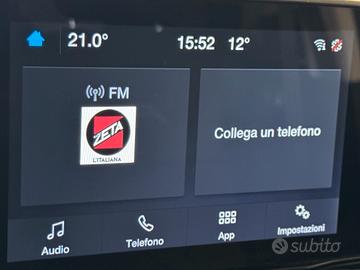 21.0° 15:52 12°
FM
ZETA
L'ITALIANA
Collega un telefono
Audio
Telefono
App
Impostazioni
subito